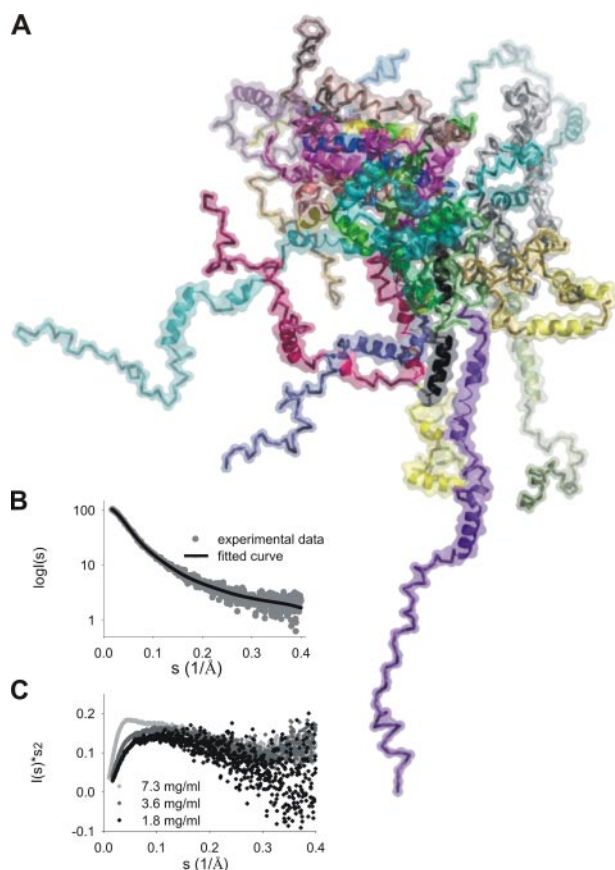 A
B
100
10
1
logI(s)
experimental data
fitted curve
0.0 0.1 0.2 0.3 0.4
s (1/Å)
C
0.2
0.1
0.0
-0.1
I(s)*s2
7.3 mg/ml
3.6 mg/ml
1.8 mg/ml
0.0 0.1 0.2 0.3 0.4
s (1/Å)